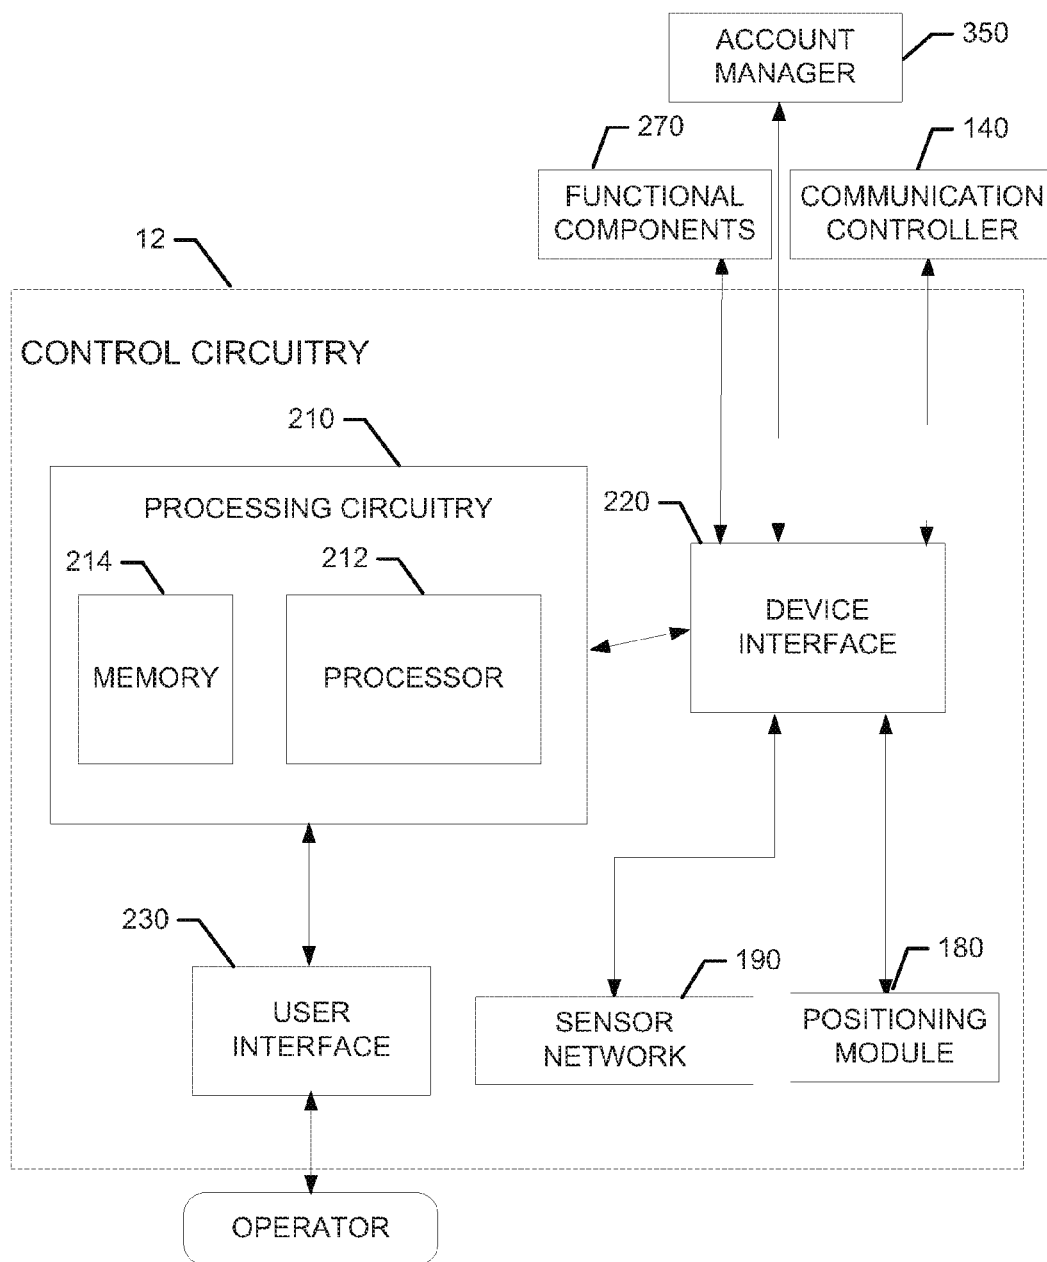 ACCOUNT
MANAGER
350
270
140
FUNCTIONAL
COMPONENTS
COMMUNICATION
CONTROLLER
12
CONTROL CIRCUITRY
210
PROCESSING CIRCUITRY
220
214
212
MEMORY
PROCESSOR
DEVICE
INTERFACE
230
190
180
USER
INTERFACE
SENSOR
NETWORK
POSITIONING
MODULE
OPERATOR